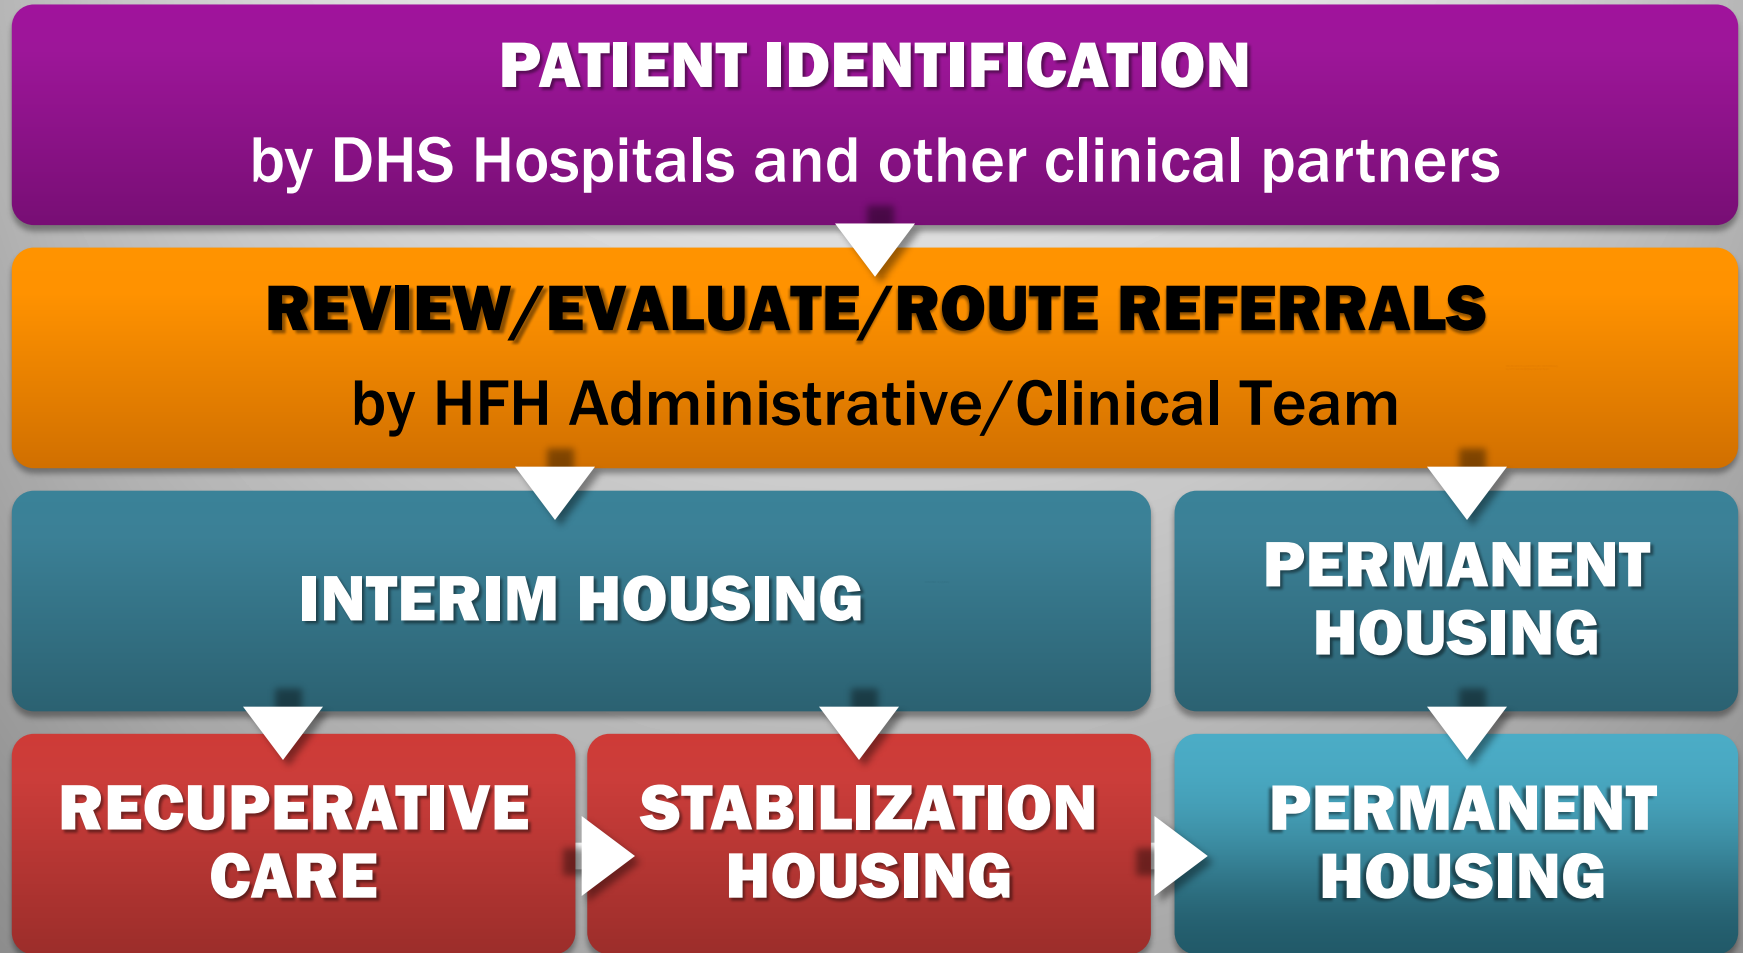 PATIENT IDENTIFICATION
by DHS Hospitals and other clinical partners
REVIEW/EVALUATE/ROUTE REFERRALS
by HFH Administrative/Clinical Team
INTERIM HOUSING
PERMANENT
HOUSING
RECUPERATIVE
CARE
STABILIZATION
HOUSING
PERMANENT
HOUSING